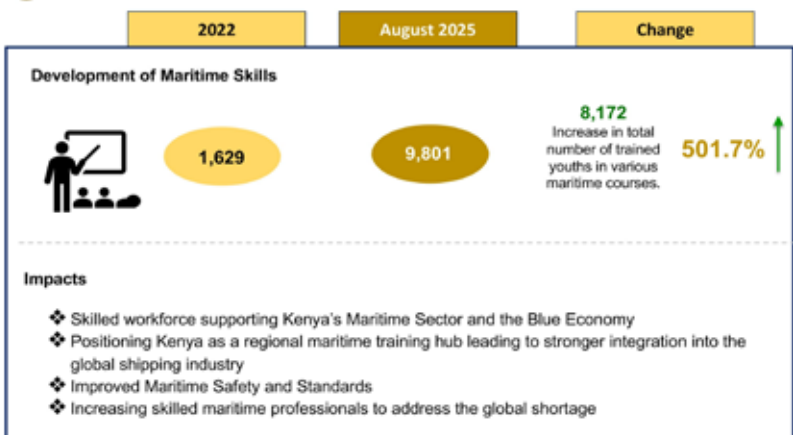 2022
August 2025
Change
Development of Maritime Skills
1,629
9,801
8,172
Increase in total
number of trained
youths in various
maritime courses.
501.7%
Impacts
❖ Skilled workforce supporting Kenya's Maritime Sector and the Blue Economy
❖ Positioning Kenya as a regional maritime training hub leading to stronger integration into the
global shipping industry
❖ Improved Maritime Safety and Standards
❖ Increasing skilled maritime professionals to address the global shortage